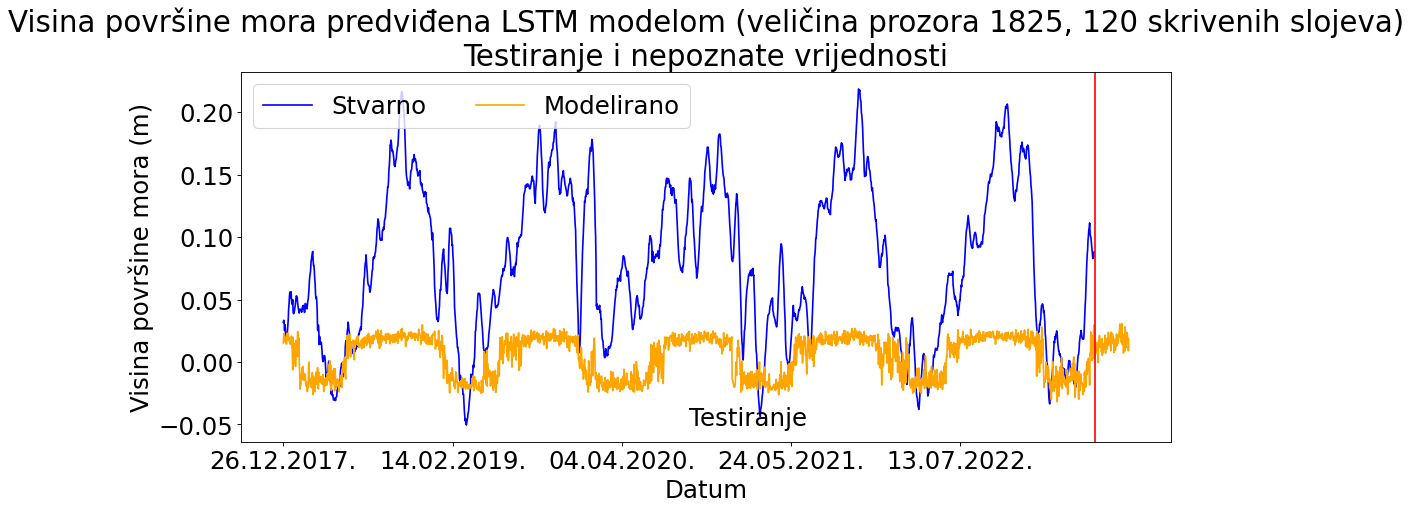 Visina površine mora predviđena LSTM modelom (veličina prozora 1825, 120 skrivenih slojeva)
Testiranje i nepoznate vrijednosti
Stvarno Modelirano
Visina površine mora (m)
0.20
0.15
0.10
0.05
0.00
−0.05
Testiranje
26.12.2017. 14.02.2019. 04.04.2020. 24.05.2021. 13.07.2022.
Datum